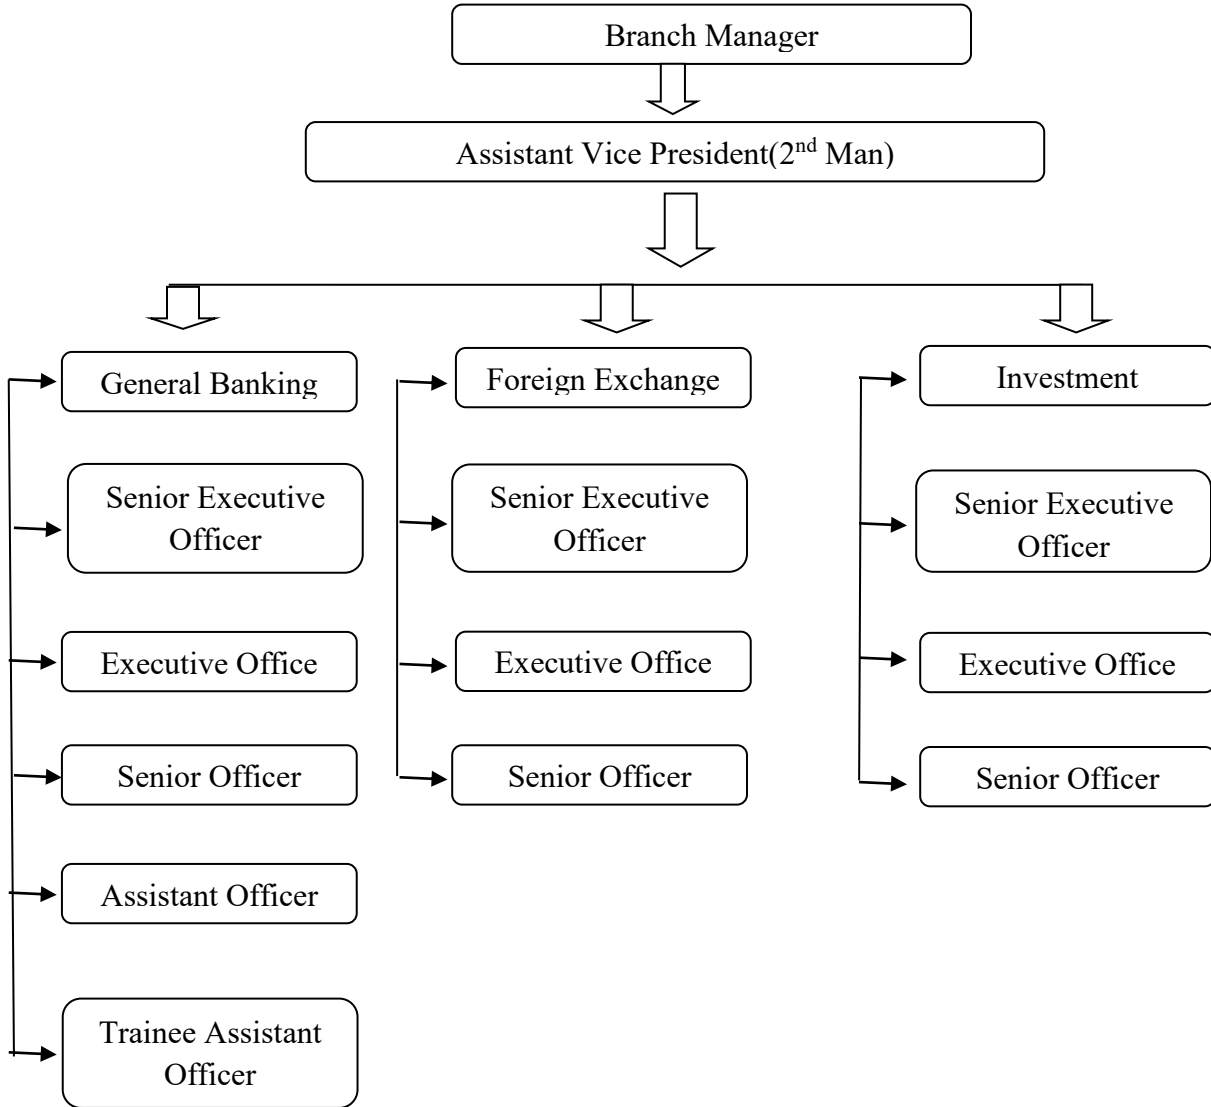 Branch Manager
Assistant Vice President(2nd Man)
General Banking
Foreign Exchange
Investment
Senior Executive
Officer
Senior Executive
Officer
Senior Executive
Officer
Executive Office
Executive Office
Executive Office
Senior Officer
Senior Officer
Senior Officer
Assistant Officer
Trainee Assistant
Officer